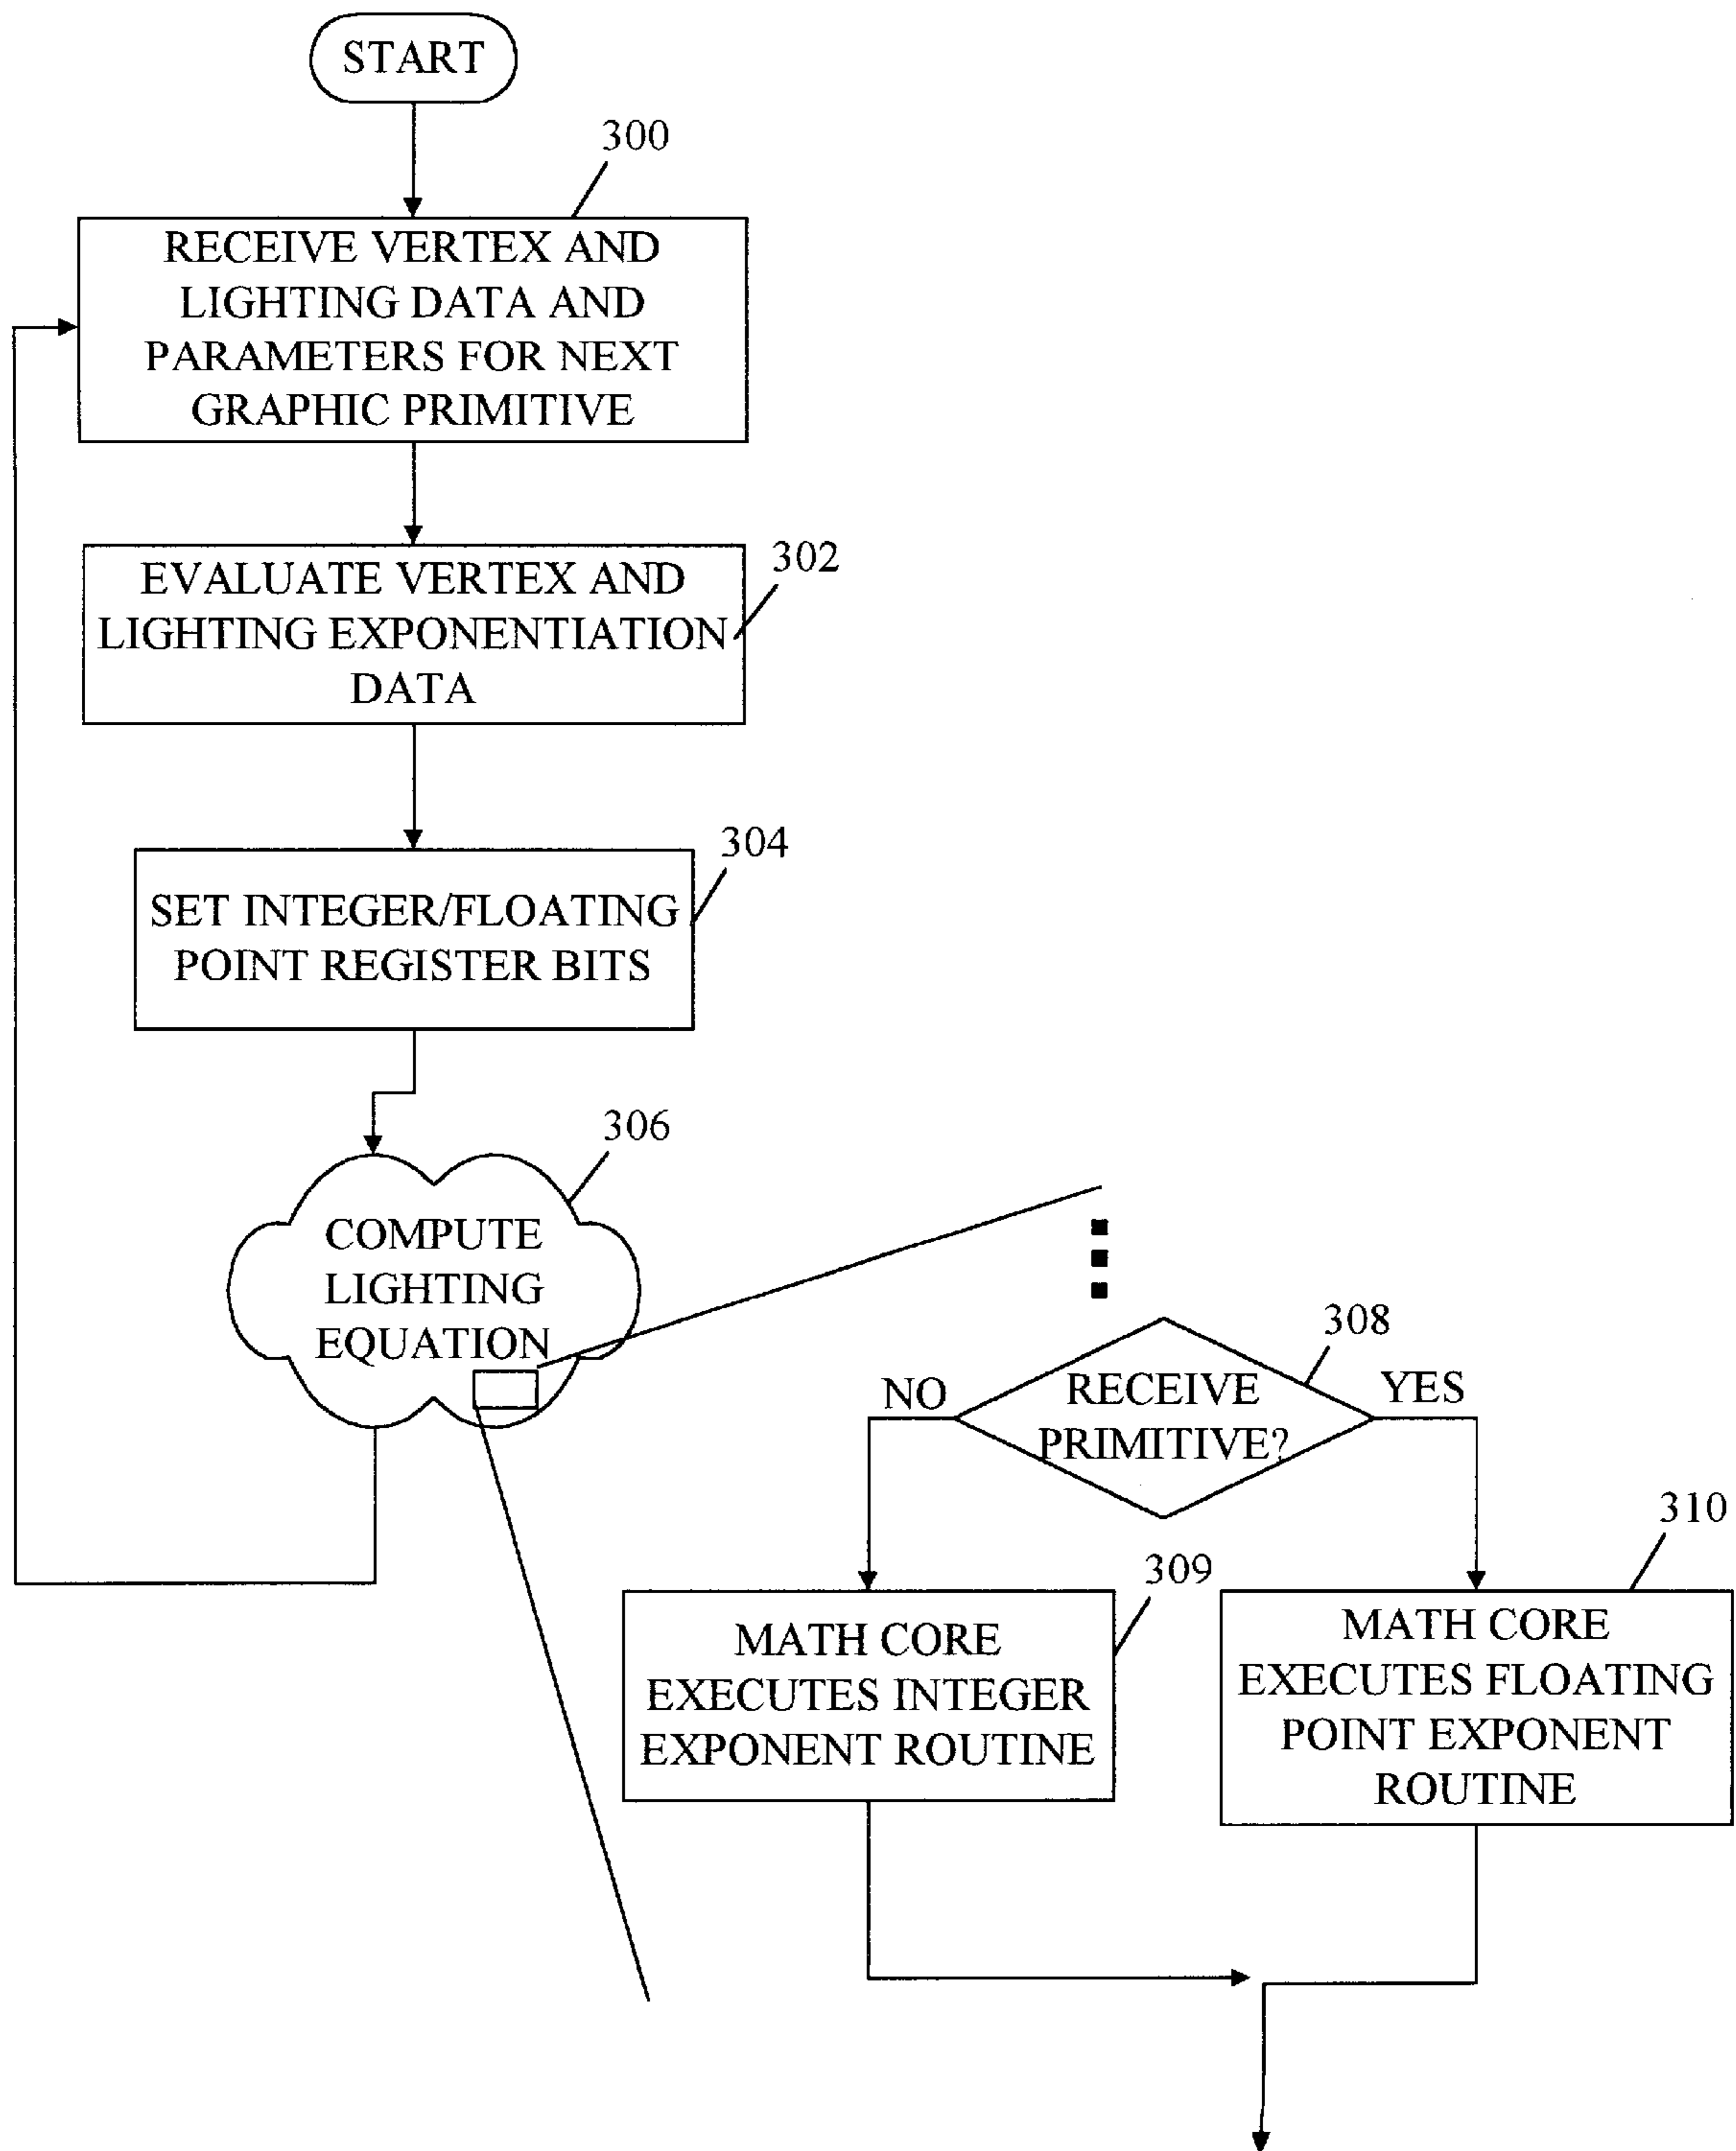 START
300
RECEIVE VERTEX AND
LIGHTING DATA AND
PARAMETERS FOR NEXT
GRAPHIC PRIMITIVE
302
EVALUATE VERTEX AND
LIGHTING EXPONENTIATION
DATA
304
SET INTEGER/FLOATING
POINT REGISTER BITS
306
COMPUTE
LIGHTING
EQUATION
308
NO
RECEIVE
PRIMITIVE?
YES
309
MATH CORE
EXECUTES INTEGER
EXPONENT ROUTINE
310
MATH CORE
EXECUTES FLOATING
POINT EXPONENT
ROUTINE